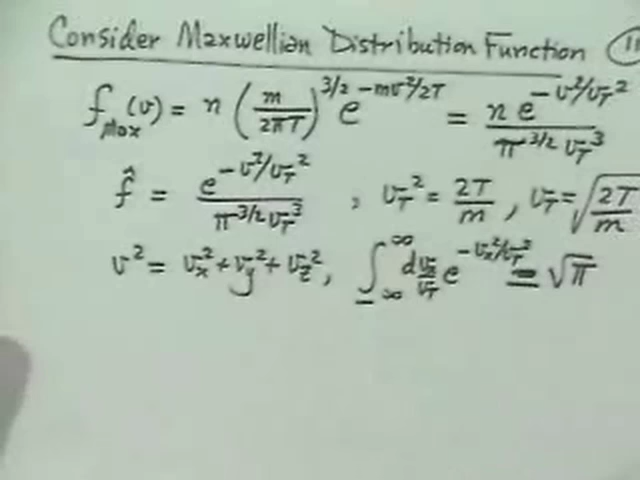 Consider Maxwellian Distribution Function 11
f_Max (v) = n (m/2πT)^3/2 e^-mv²/2T = n e^-v²/v_T² / π^3/2 v_T³
f̂ = e^-v²/v_T² / π^3/2 v_T³ , v_T² = 2T/m , v_T = √(2T/m)
v² = v_x² + v_y² + v_z² , ∫_-∞^∞ dv_x/v_T e^-v_x²/v_T² = √π